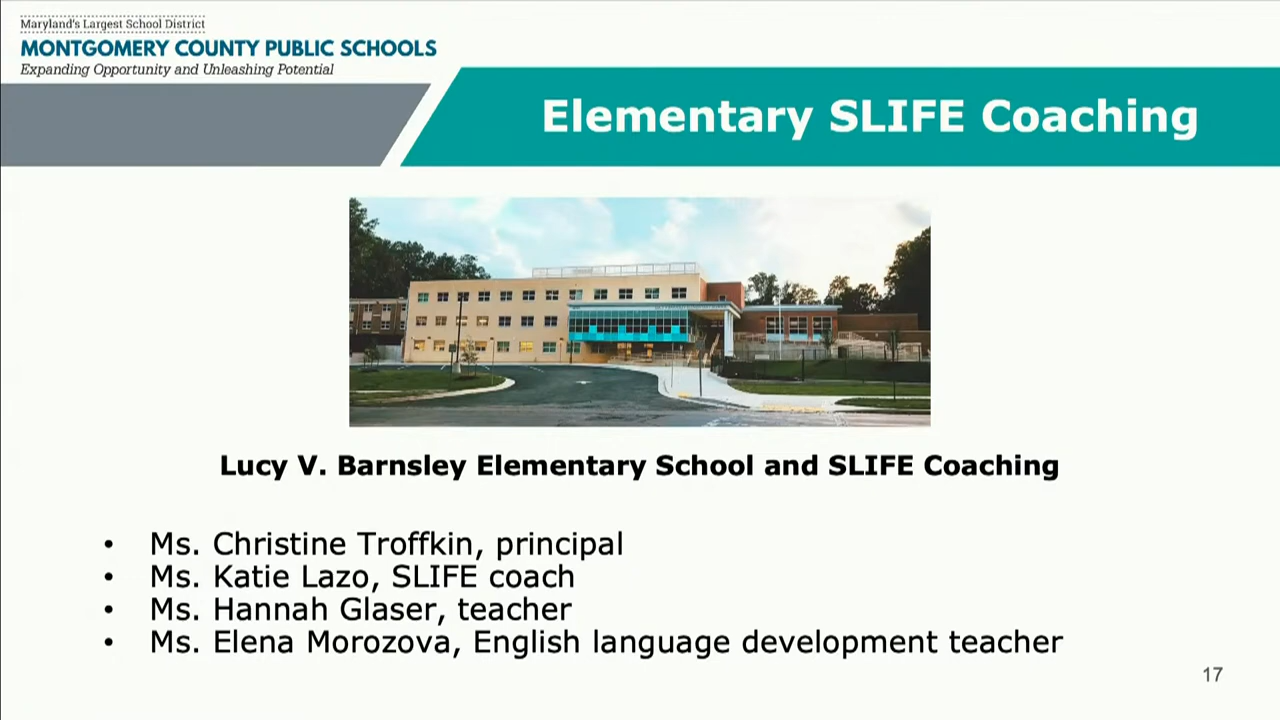 Maryland's Largest School District
MONTGOMERY COUNTY PUBLIC SCHOOLS
Expanding Opportunity and Unleashing Potential
Elementary SLIFE Coaching
Lucy V. Barnsley Elementary School and SLIFE Coaching
• Ms. Christine Troffkin, principal
• Ms. Katie Lazo, SLIFE coach
• Ms. Hannah Glaser, teacher
• Ms. Elena Morozova, English language development teacher
17